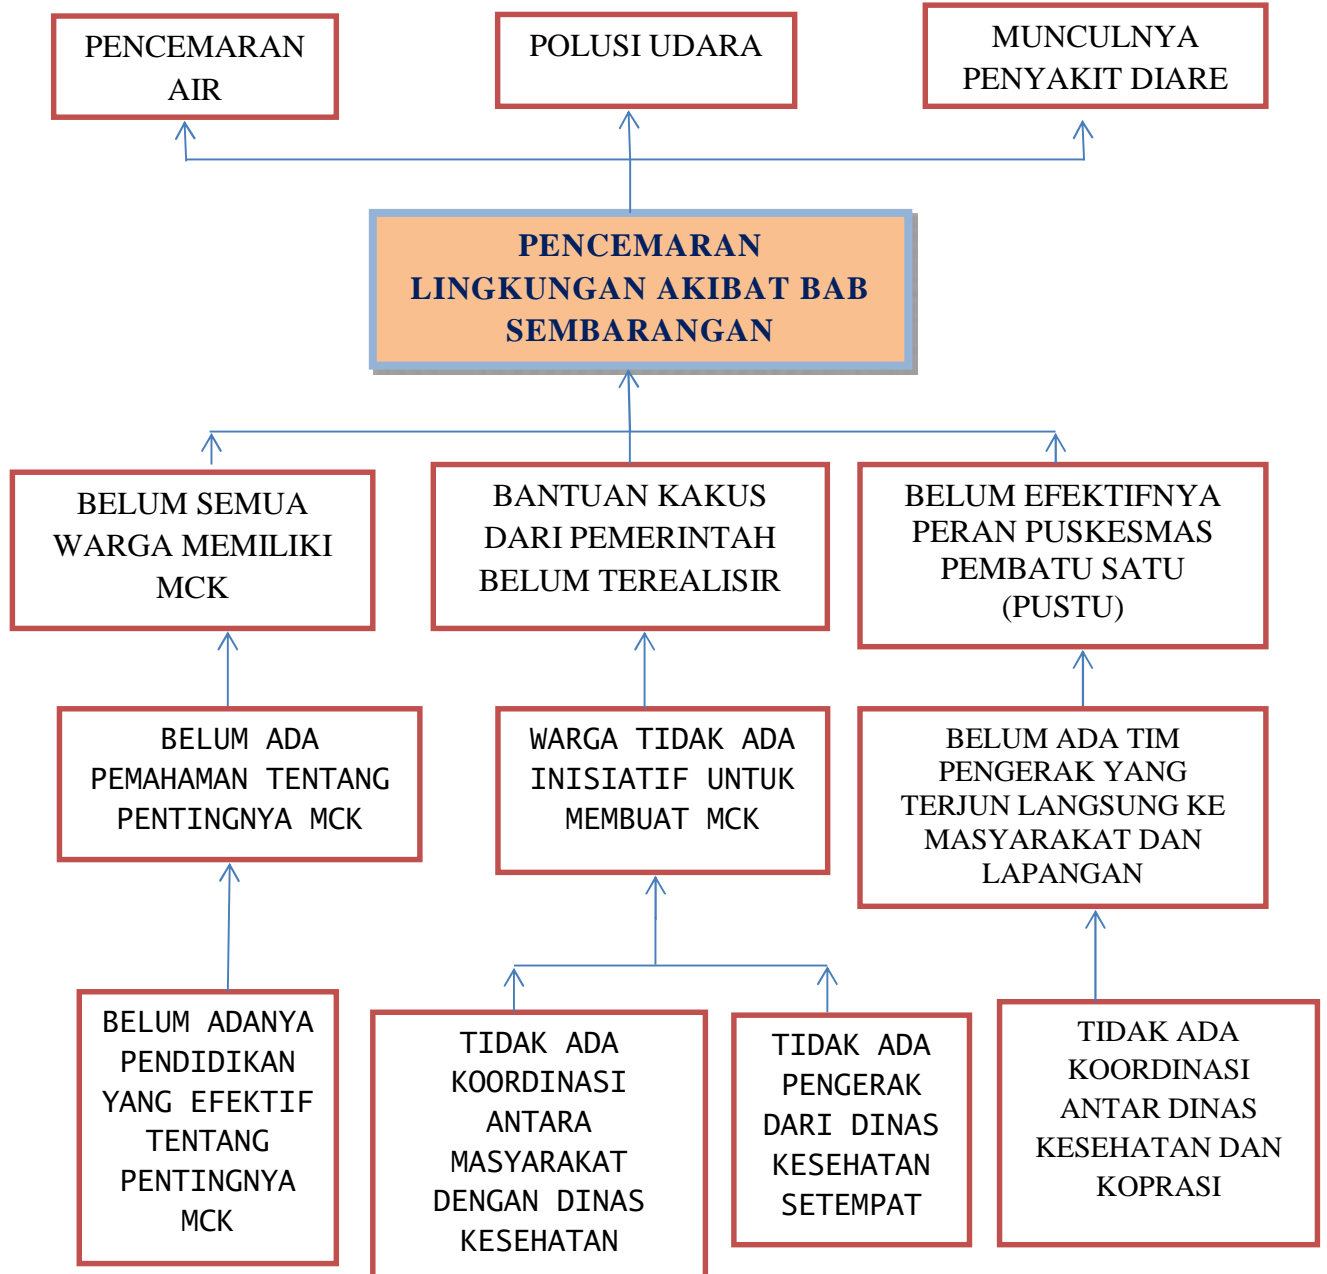 PENCEMARAN
AIR
POLUSI UDARA
MUNCULNYA
PENYAKIT DIARE
PENCEMARAN
LINGKUNGAN AKIBAT BAB
SEMBARANGAN
BELUM SEMUA
WARGA MEMILIKI
MCK
BANTUAN KAKUS
DARI PEMERINTAH
BELUM TEREALISIR
BELUM EFEKTIFNYA
PERAN PUSKESMAS
PEMBATU SATU
(PUSTU)
BELUM ADA
PEMAHAMAN TENTANG
PENTINGNYA MCK
WARGA TIDAK ADA
INISIATIF UNTUK
MEMBUAT MCK
BELUM ADA TIM
PENGERAK YANG
TERJUN LANGSUNG KE
MASYARAKAT DAN
LAPANGAN
BELUM ADANYA
PENDIDIKAN
YANG EFEKTIF
TENTANG
PENTINGNYA
MCK
TIDAK ADA
KOORDINASI
ANTARA
MASYARAKAT
DENGAN DINAS
KESEHATAN
TIDAK ADA
PENGERAK
DARI DINAS
KESEHATAN
SETEMPAT
TIDAK ADA
KOORDINASI
ANTAR DINAS
KESEHATAN DAN
KOPRASI